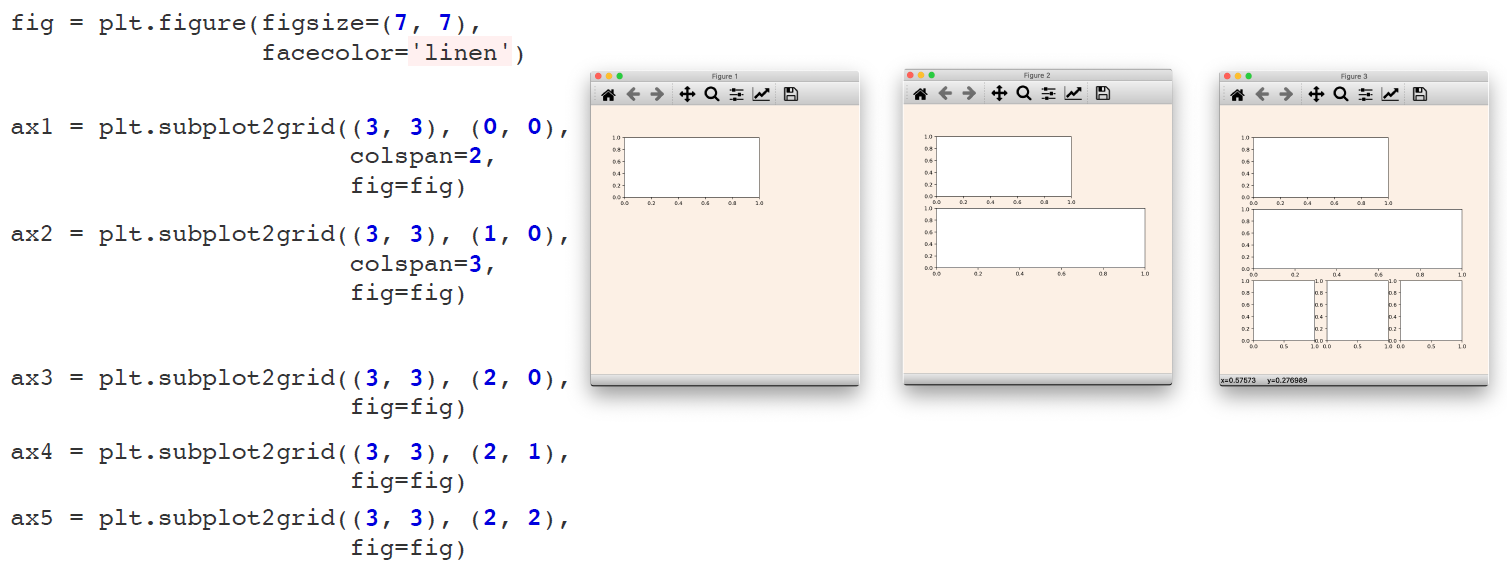 fig = plt.figure(figsize=(7, 7),
facecolor='linen')
ax1 = plt.subplot2grid((3, 3), (0, 0),
colspan=2,
fig=fig)
ax2 = plt.subplot2grid((3, 3), (1, 0),
colspan=3,
fig=fig)
ax3 = plt.subplot2grid((3, 3), (2, 0),
fig=fig)
ax4 = plt.subplot2grid((3, 3), (2, 1),
fig=fig)
ax5 = plt.subplot2grid((3, 3), (2, 2),
fig=fig)
Figure 1
1.0
0.8
0.6
0.4
0.2
0.0
0.0 0.2 0.4 0.6 0.8 1.0
Figure 2
1.0
0.8
0.6
0.4
0.2
0.0
0.0 0.2 0.4 0.6 0.8 1.0
1.0
0.8
0.6
0.4
0.2
0.0
0.0 0.2 0.4 0.6 0.8 1.0
Figure 3
1.0
0.8
0.6
0.4
0.2
0.0
0.0 0.2 0.4 0.6 0.8 1.0
1.0
0.8
0.6
0.4
0.2
0.0
0.0 0.2 0.4 0.6 0.8 1.0
1.0 1.0 1.0
0.8 0.8 0.8
0.6 0.6 0.6
0.4 0.4 0.4
0.2 0.2 0.2
0.0 0.0 0.0
0.0 0.5 1.0 0.0 0.5 1.0 0.0 0.5 1.0
x=0.57573 y=0.276989